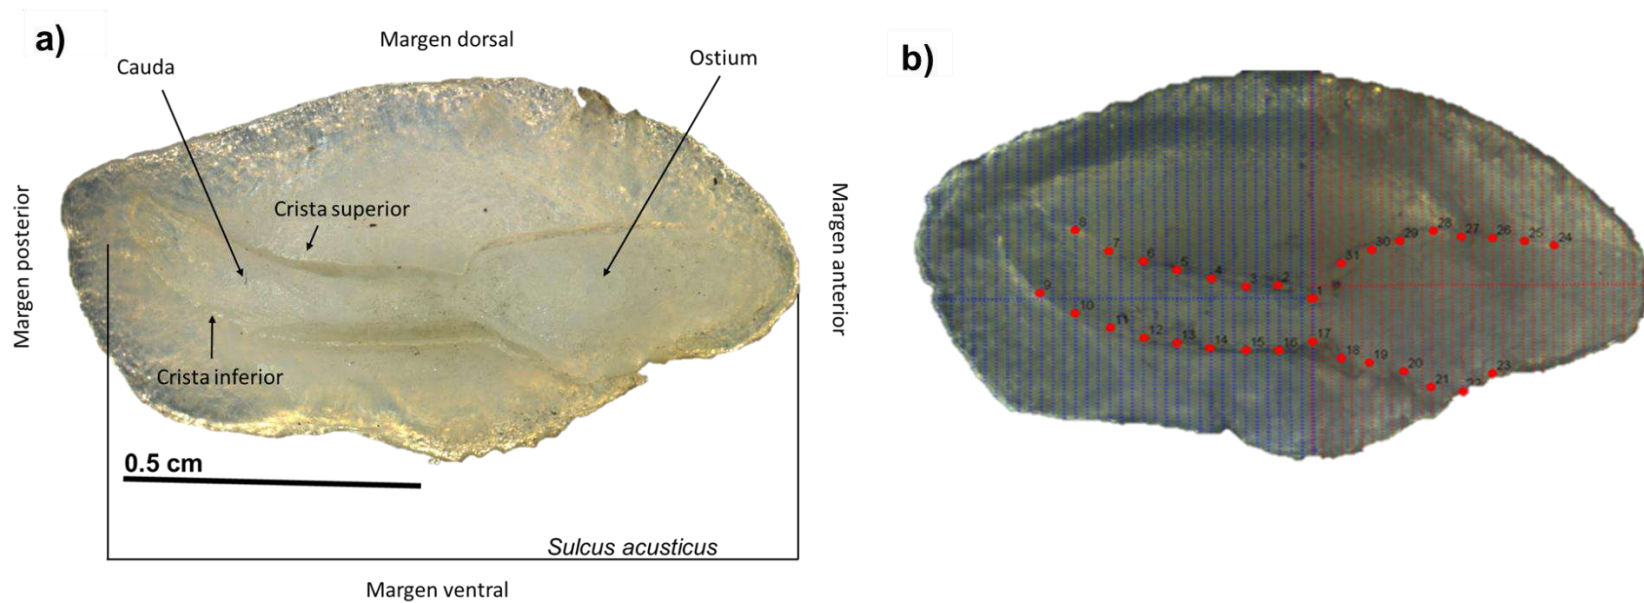 a)
Margen dorsal
Cauda
Ostium
Crista superior
Margen posterior
Crista inferior
0.5 cm
Sulcus acusticus
Margen ventral
Margen anterior
b)
8
7
6
5
4
3
2
1
31
30
29
28
27
26
25
24
9
10
11
12
13
14
15
16
17
18
19
20
21
22
23